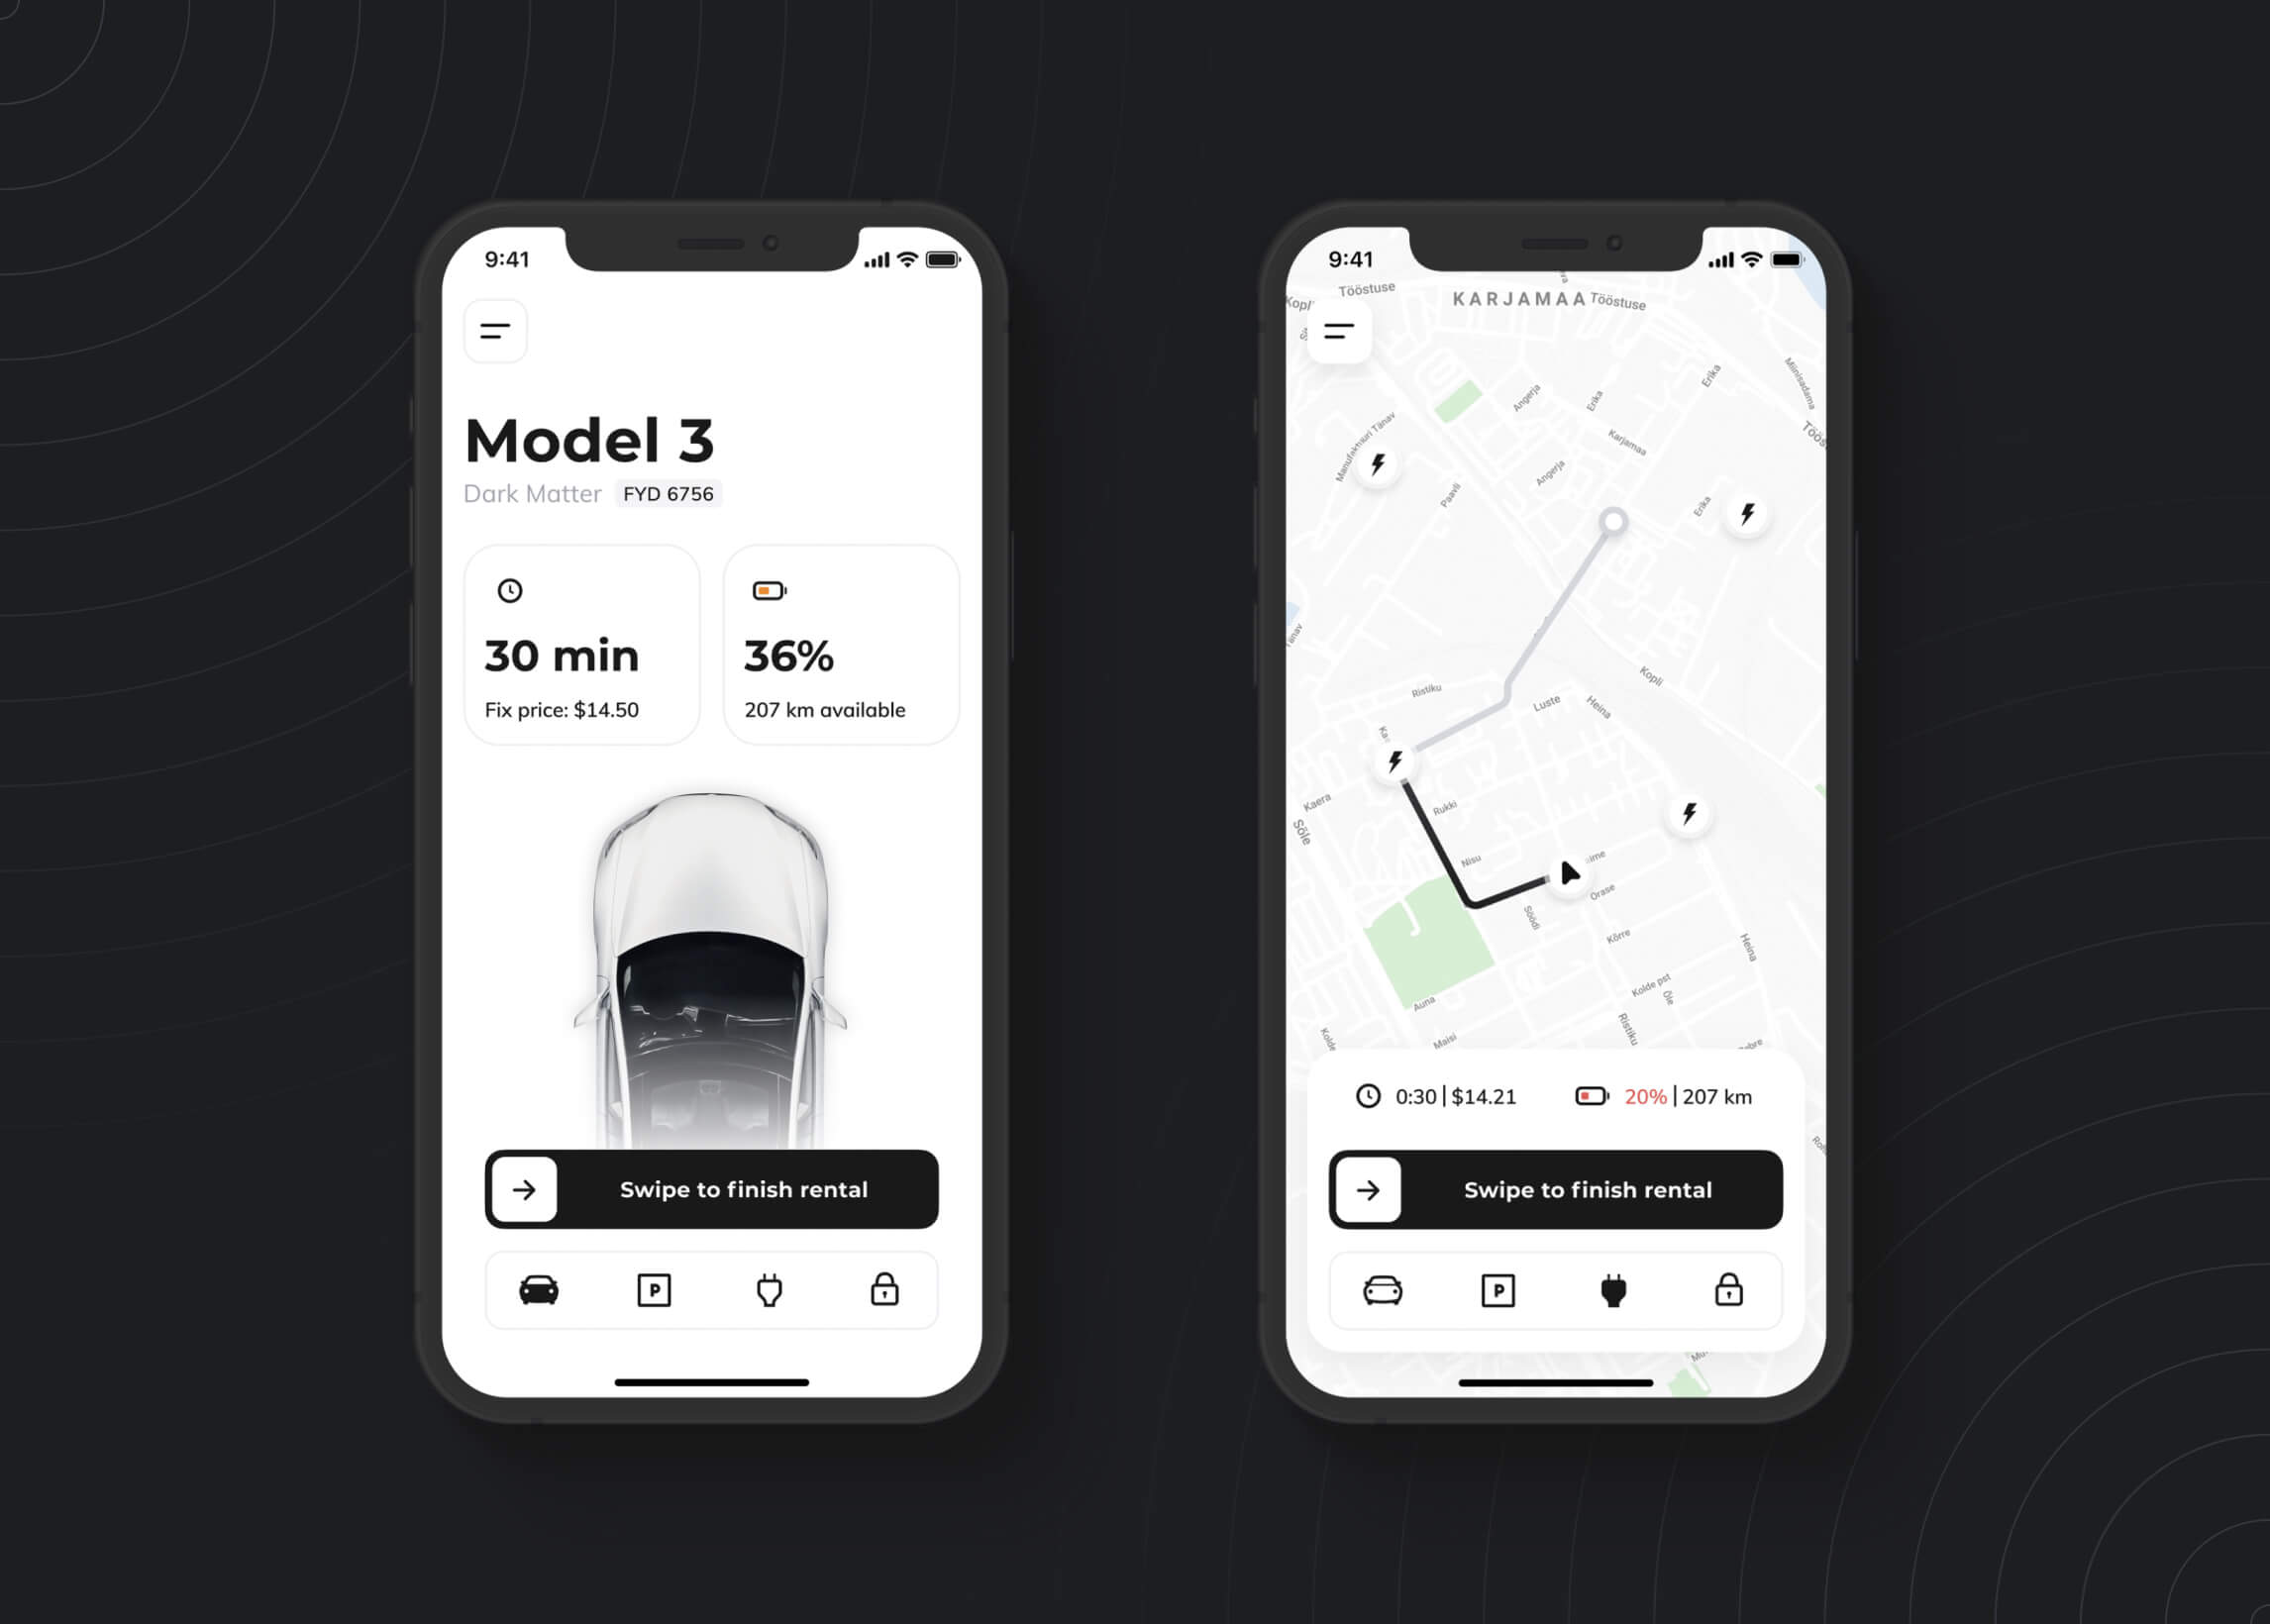 9:41
Model 3
Dark Matter FYD 6756
30 min
Fix price: $14.50
36%
207 km available
Swipe to finish rental
P
9:41
Kopli
Tööstuse
KARJAMAA
Tööstuse
Erika
Miinisadama
Angerja
Erika
Karjamaa
Manufaktuuri Tänav
Angerja
Paavli
Erika
Tänav
Kopli
Ristiku
Luste
Heina
Kaera
Rukki
Sõle
Nisu
Orase
Söödi
Kõrre
Heina
Kolde pst
Õle
Auna
Ristiku
Maisi
Kolde
0:30 | $14.21
20% | 207 km
Swipe to finish rental
P